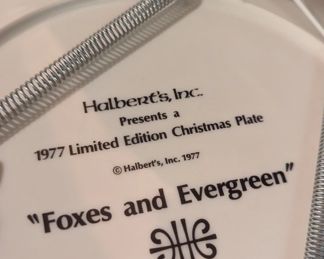 Halbert's, Inc.
Presents a
1977 Limited Edition Christmas Plate
© Halbert's, Inc. 1977
"Foxes and Evergreen"